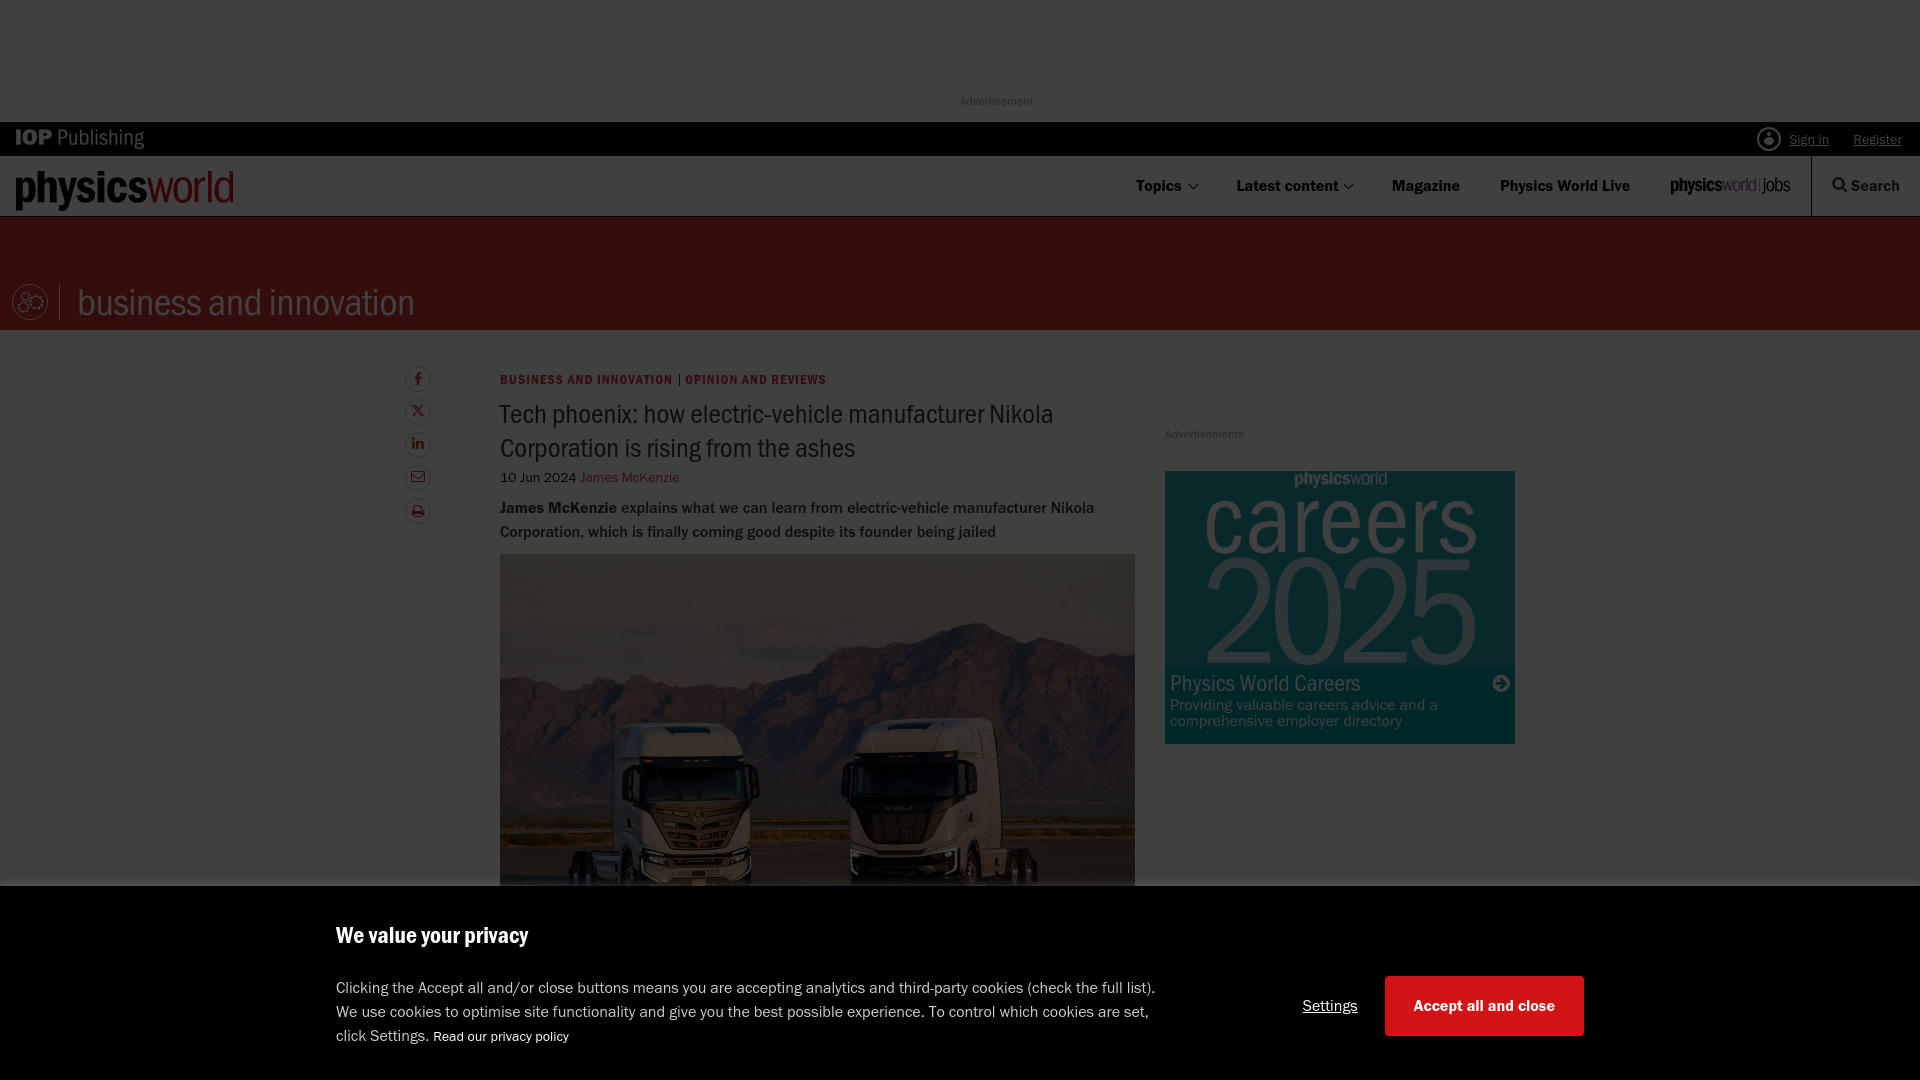 Advertisement
IOP Publishing
Sign in Register
physicsworld
Topics Latest content Magazine Physics World Live physicsworld|jobs Search
business and innovation
BUSINESS AND INNOVATION | OPINION AND REVIEWS
Tech phoenix: how electric-vehicle manufacturer Nikola
Corporation is rising from the ashes
10 Jun 2024 James McKenzie
James McKenzie explains what we can learn from electric-vehicle manufacturer Nikola
Corporation, which is finally coming good despite its founder being jailed
NIKOLA
Advertisements
physicsworld
careers
2025
Physics World Careers
Providing valuable careers advice and a
comprehensive employer directory
We value your privacy
Clicking the Accept all and/or close buttons means you are accepting analytics and third-party cookies (check the full list).
We use cookies to optimise site functionality and give you the best possible experience. To control which cookies are set,
click Settings. Read our privacy policy
Settings
Accept all and close